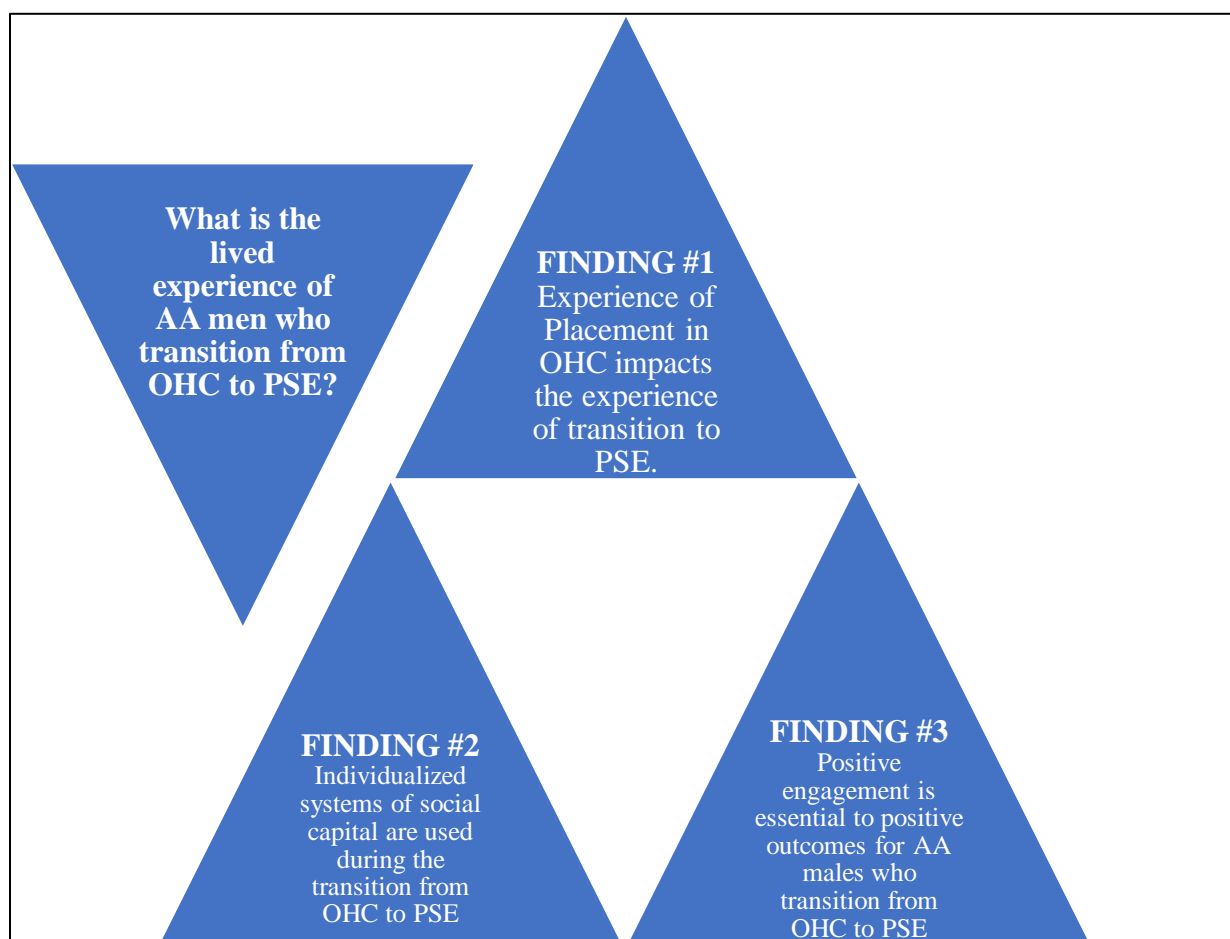 What is the
lived
experience of
AA men who
transition from
OHC to PSE?
FINDING #1
Experience of
Placement in
OHC impacts
the experience
of transition to
PSE.
FINDING #2
Individualized
systems of social
capital are used
during the
transition from
OHC to PSE
FINDING #3
Positive
engagement is
essential to positive
outcomes for AA
males who
transition from
OHC to PSE